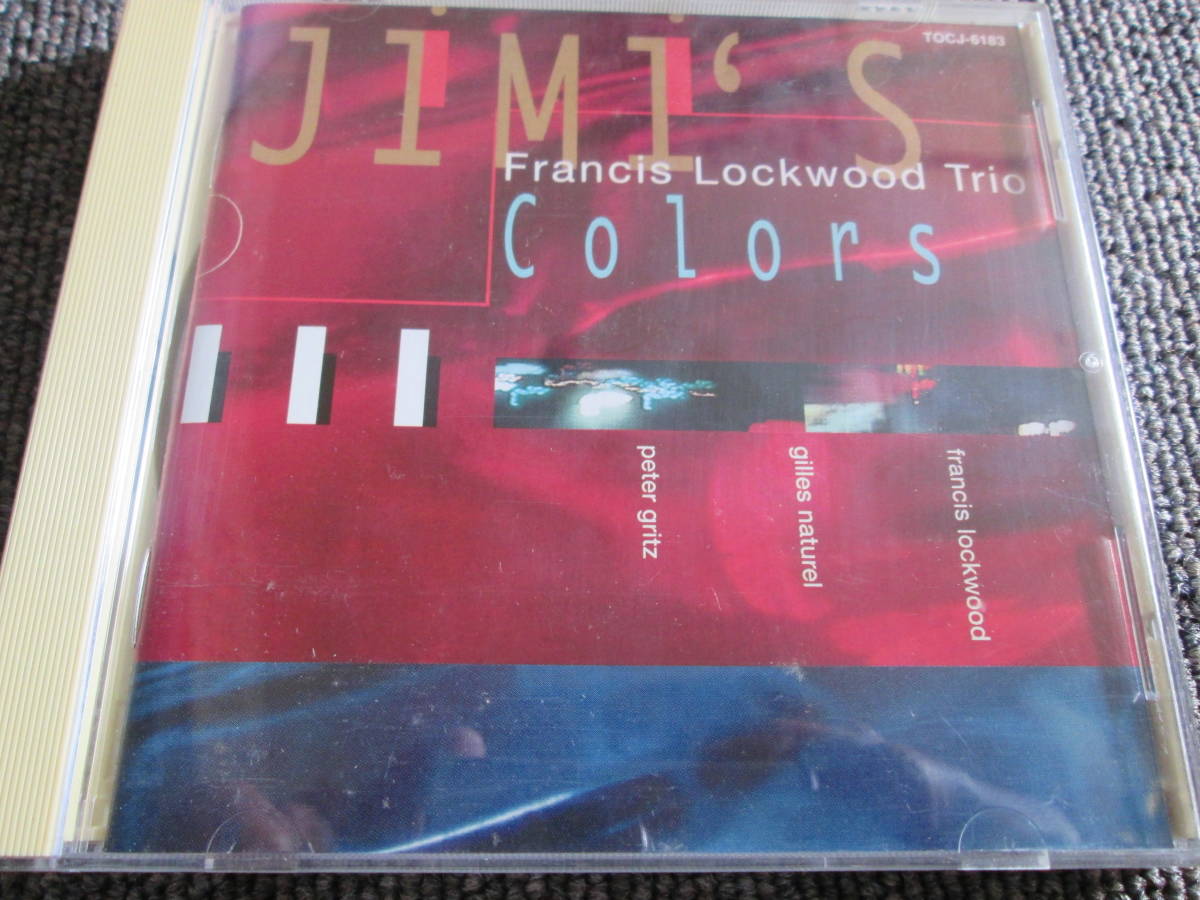 TOCJ-6183
JiMi‘S
Francis Lockwood Trio
Colors
peter gritz
gilles naturel
francis lockwood